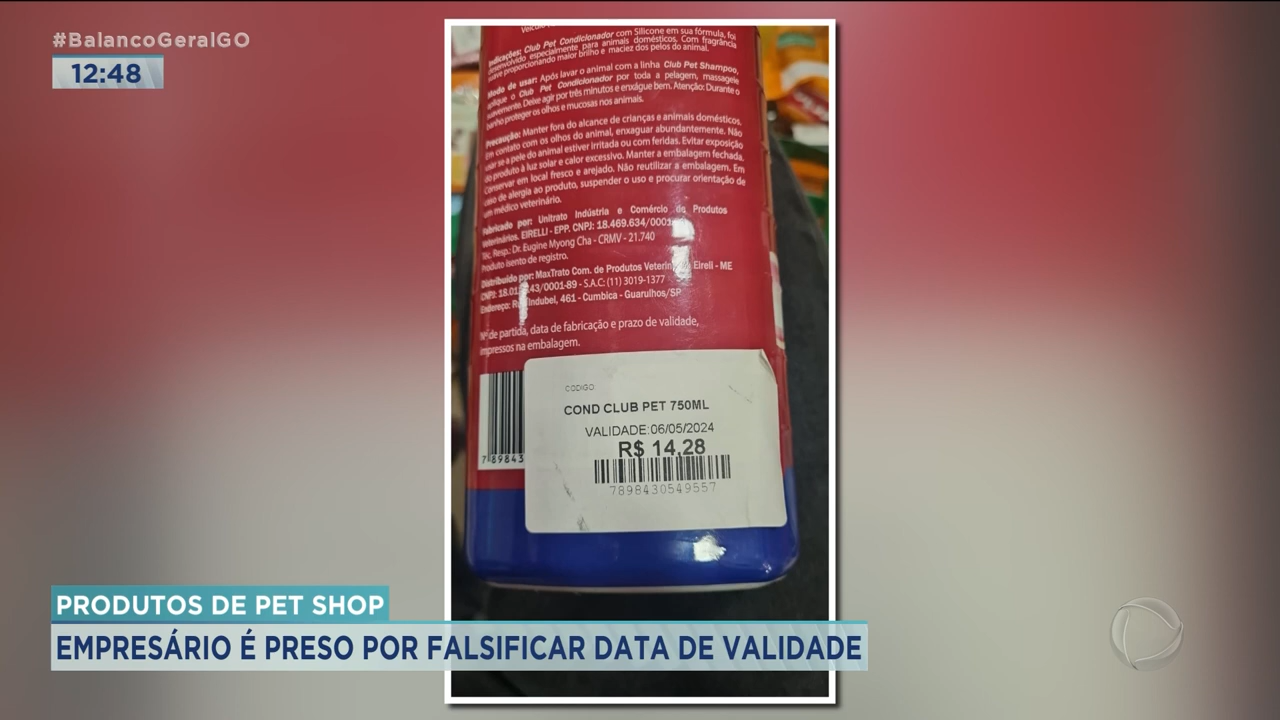 #BalancoGeralGO
12:48
Indicações: Club Pet Condicionador com Silicone em sua fórmula, foi
desenvolvido especialmente para animais domésticos. Com fragrância
suave proporcionando maior brilho e maciez dos pelos do animal.
Modo de usar: Após lavar o animal com a linha Club Pet Shampoo,
aplique o Club Pet Condicionador por toda a pelagem, massageie
suavemente. Deixe agir por três minutos e enxágue bem. Atenção: Durante o
banho proteger os olhos e mucosas nos animais.
Precaução: Manter fora do alcance de crianças e animais domésticos.
Em contato com os olhos do animal, enxaguar abundantemente. Não
usar se a pele do animal estiver irritada ou com feridas. Evitar exposição
do produto à luz solar e calor excessivo. Manter a embalagem fechada.
Conservar em local fresco e arejado. Não reutilizar a embalagem. Em
caso de alergia ao produto, suspender o uso e procurar orientação de
um médico veterinário.
Fabricado por: Unitrato Indústria e Comércio de Produtos
Veterinários. EIRELLI - EPP. CNPJ: 18.469.634/0001
Téc. Resp.: Dr. Eugine Myong Cha - CRMV - 21.740
Produto isento de registro.
Distribuído por: MaxTrato Com. de Produtos Eireli - ME
CNPJ: 43/0001-89 - S.A.C: (11) 3019-1377
Endereço: Indubel, 461 - Cumbica - Guarulhos/SP
Nº de partida, data de fabricação e prazo de validade,
impressos na embalagem.
CODIGO:
COND CLUB PET 750ML
VALIDADE:06/05/2024
R$ 14,28
7898430549557
7 89843
PRODUTOS DE PET SHOP
EMPRESÁRIO É PRESO POR FALSIFICAR DATA DE VALIDADE